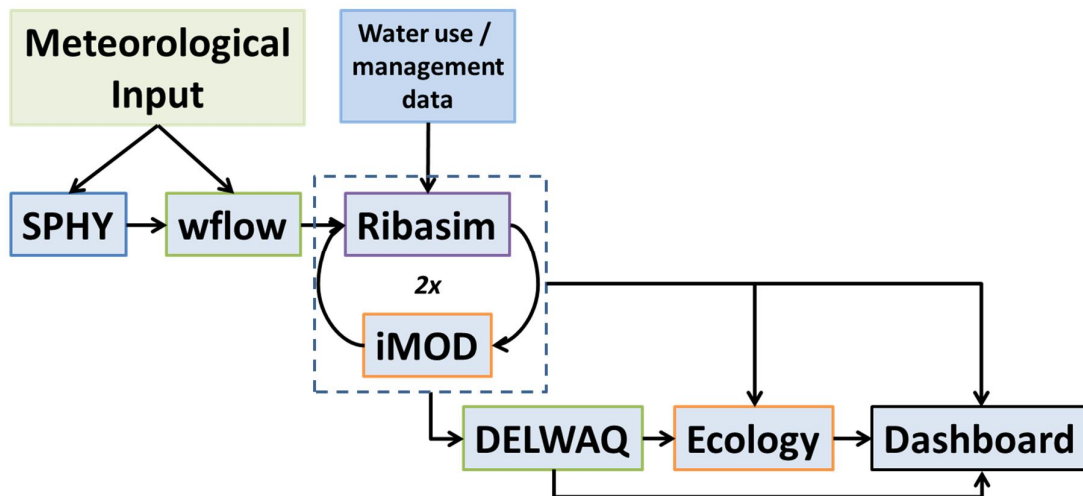 Meteorological
Input
Water use /
management
data
SPHY
wflow
Ribasim
2x
iMOD
DELWAQ
Ecology
Dashboard